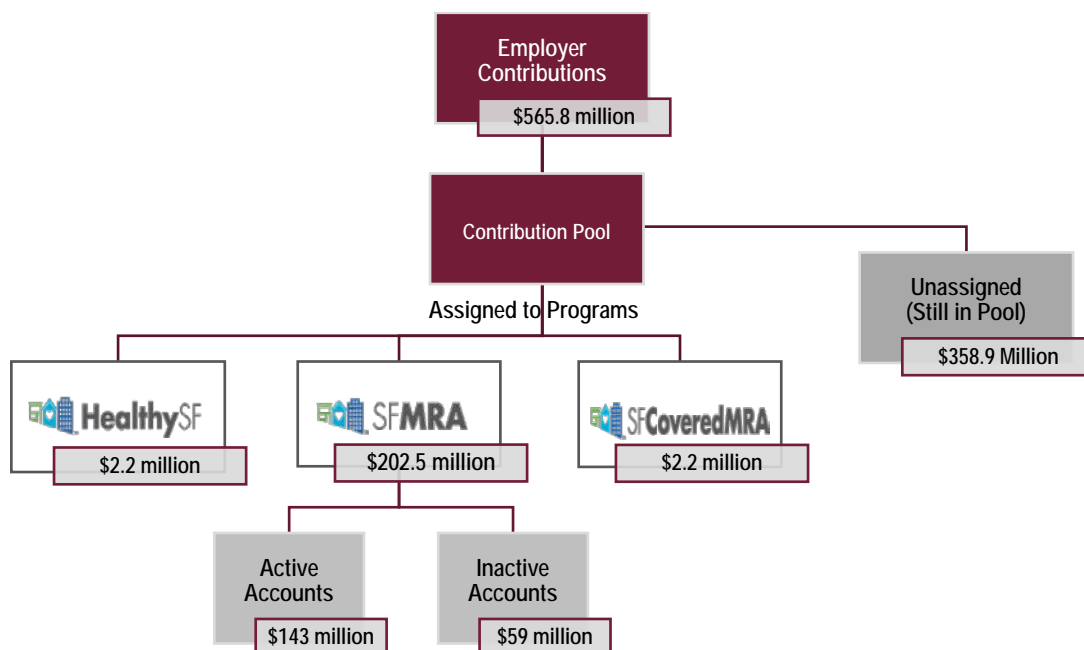 Employer
Contributions
$565.8 million
Contribution Pool
Unassigned
(Still in Pool)
$358.9 Million
Assigned to Programs
HealthySF
$2.2 million
SFMRA
$202.5 million
SFCoveredMRA
$2.2 million
Active
Accounts
$143 million
Inactive
Accounts
$59 million